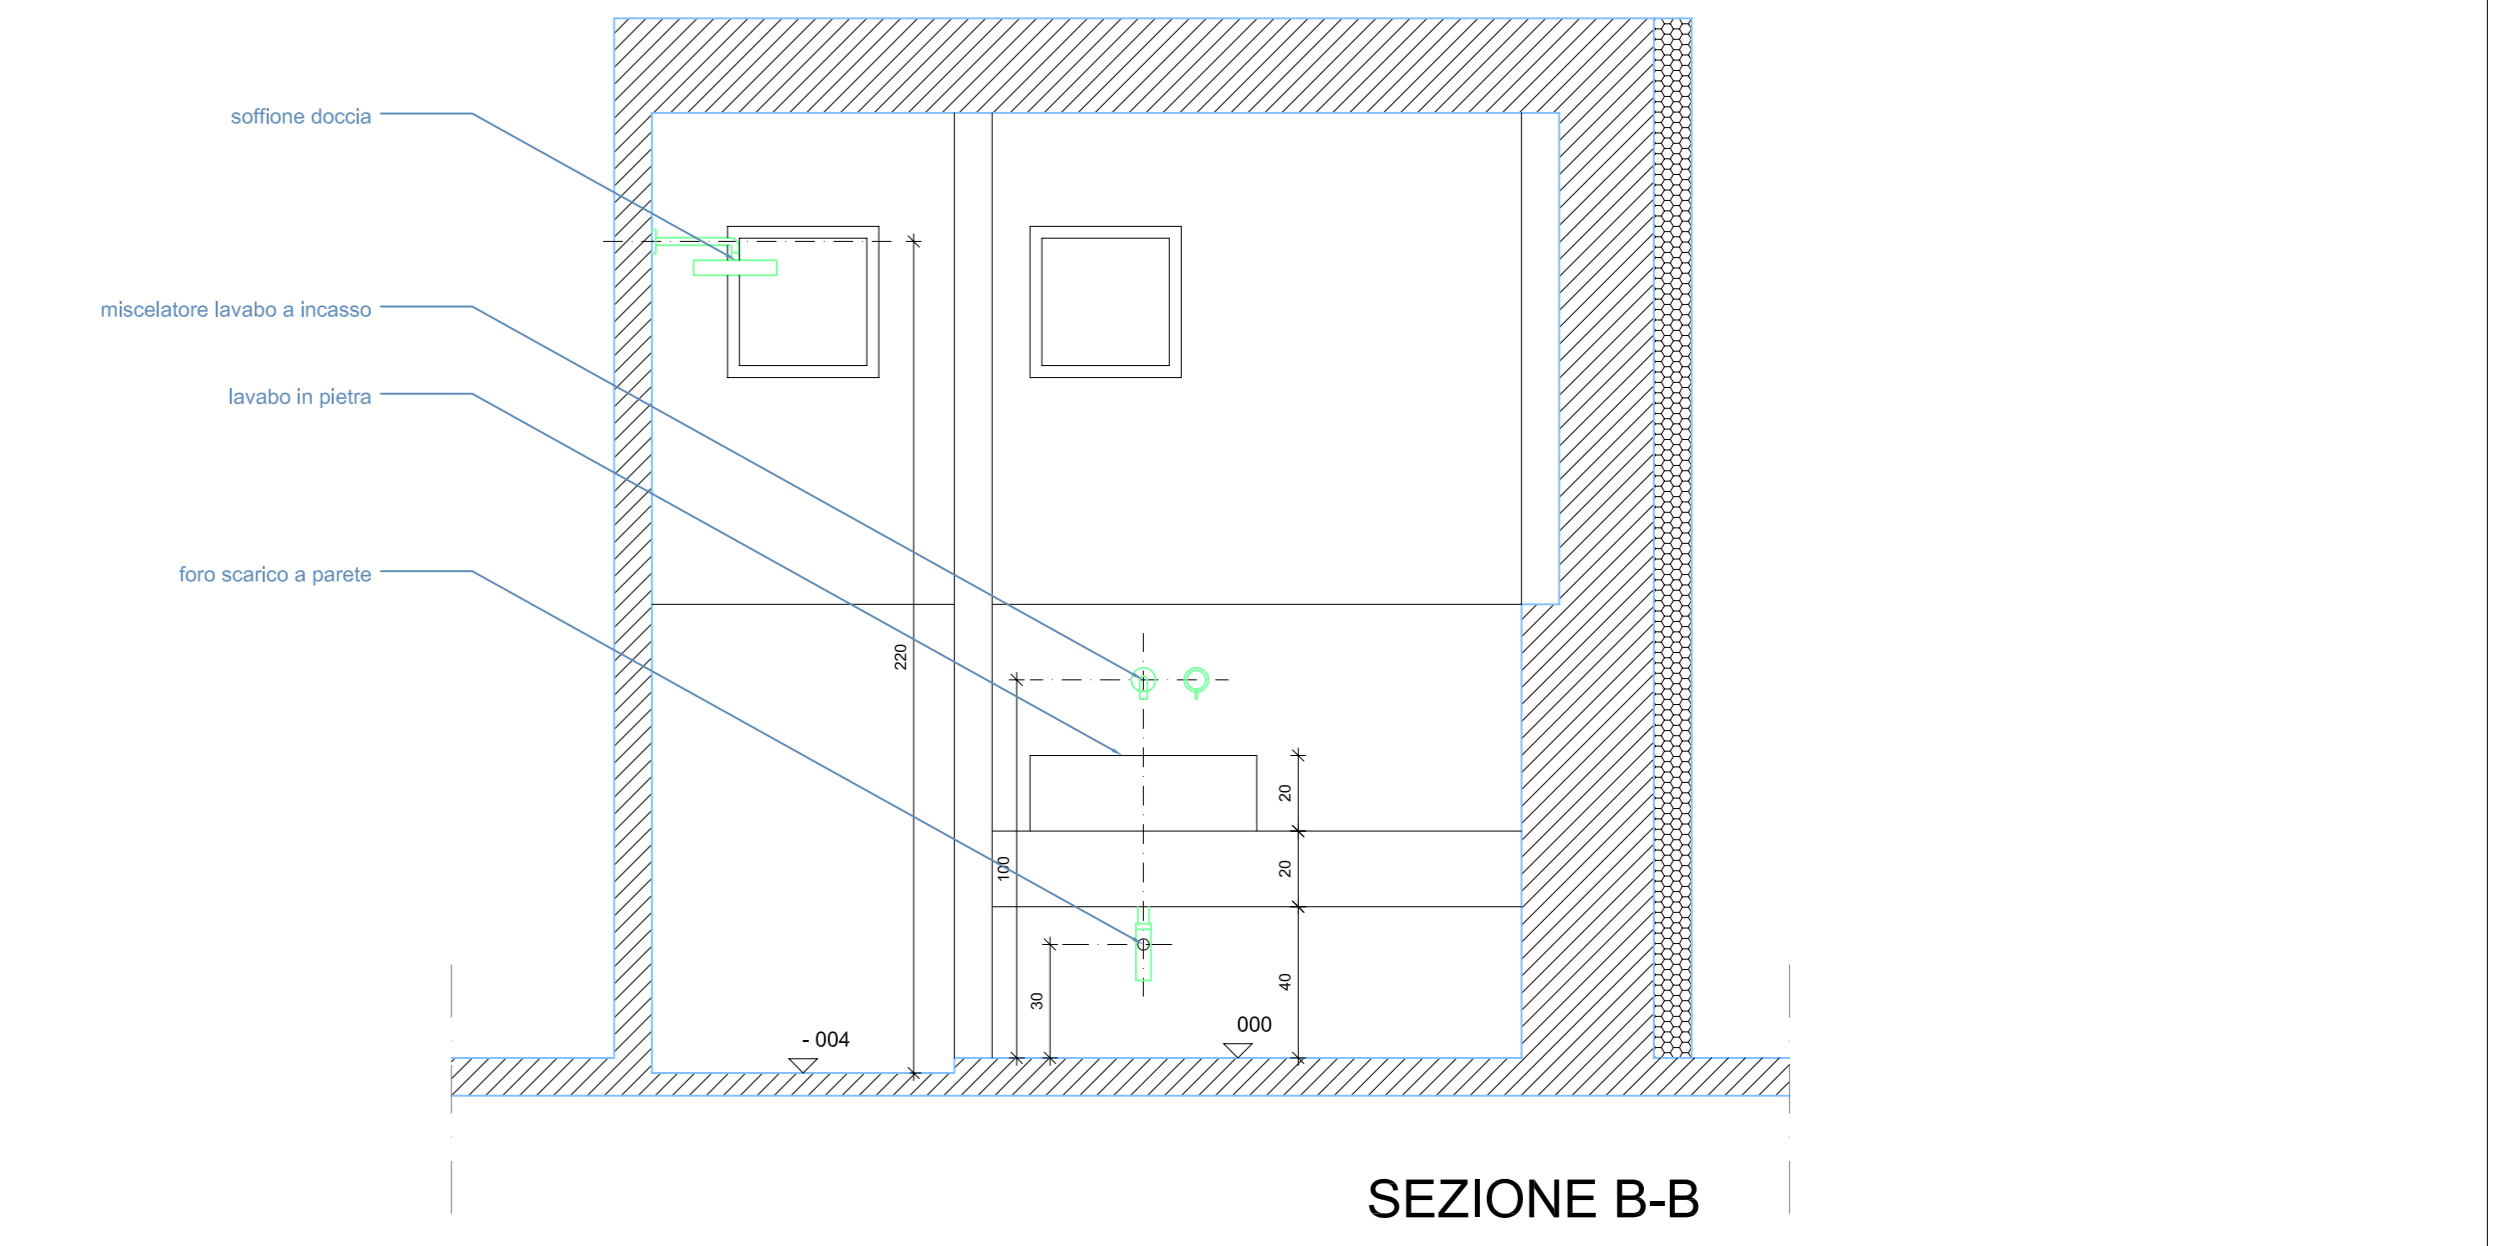 soffione doccia
miscelatore lavabo a incasso
lavabo in pietra
foro scarico a parete
220
100
20
20
30
40
- 004
000
SEZIONE B-B